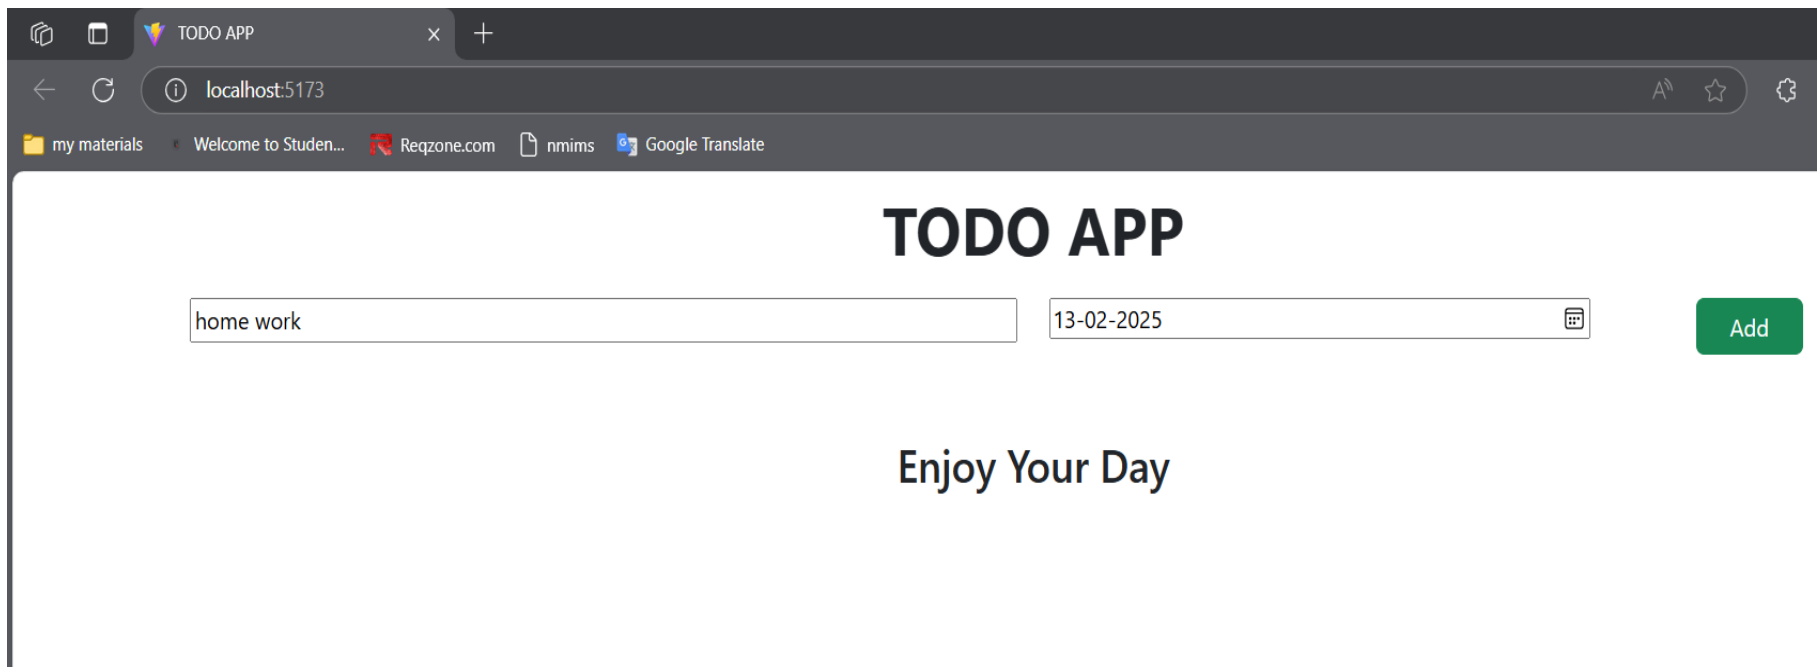 TODO APP
localhost:5173
my materials Welcome to Studen... Reqzone.com nmims Google Translate
TODO APP
home work 13-02-2025 Add
Enjoy Your Day